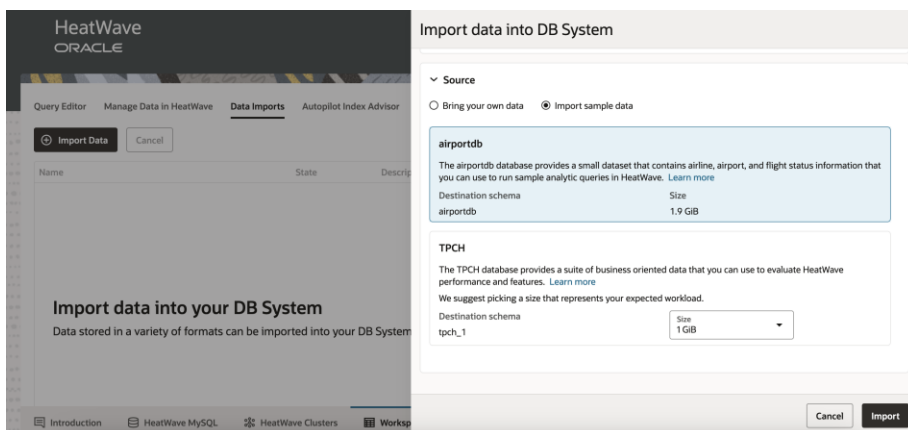 HeatWave
ORACLE
Query Editor Manage Data in HeatWave Data Imports Autopilot Index Advisor
Import Data Cancel
Name State Descrip
Import data into your DB System
Data stored in a variety of formats can be imported into your DB System
Introduction HeatWave MySQL HeatWave Clusters Worksp
Import data into DB System
Source
Bring your own data Import sample data
airportdb
The airportdb database provides a small dataset that contains airline, airport, and flight status information that
you can use to run sample analytic queries in HeatWave. Learn more
Destination schema Size
airportdb 1.9 GiB
TPCH
The TPCH database provides a suite of business oriented data that you can use to evaluate HeatWave
performance and features. Learn more
We suggest picking a size that represents your expected workload.
Destination schema Size
tpch_1 1 GiB
Cancel Import